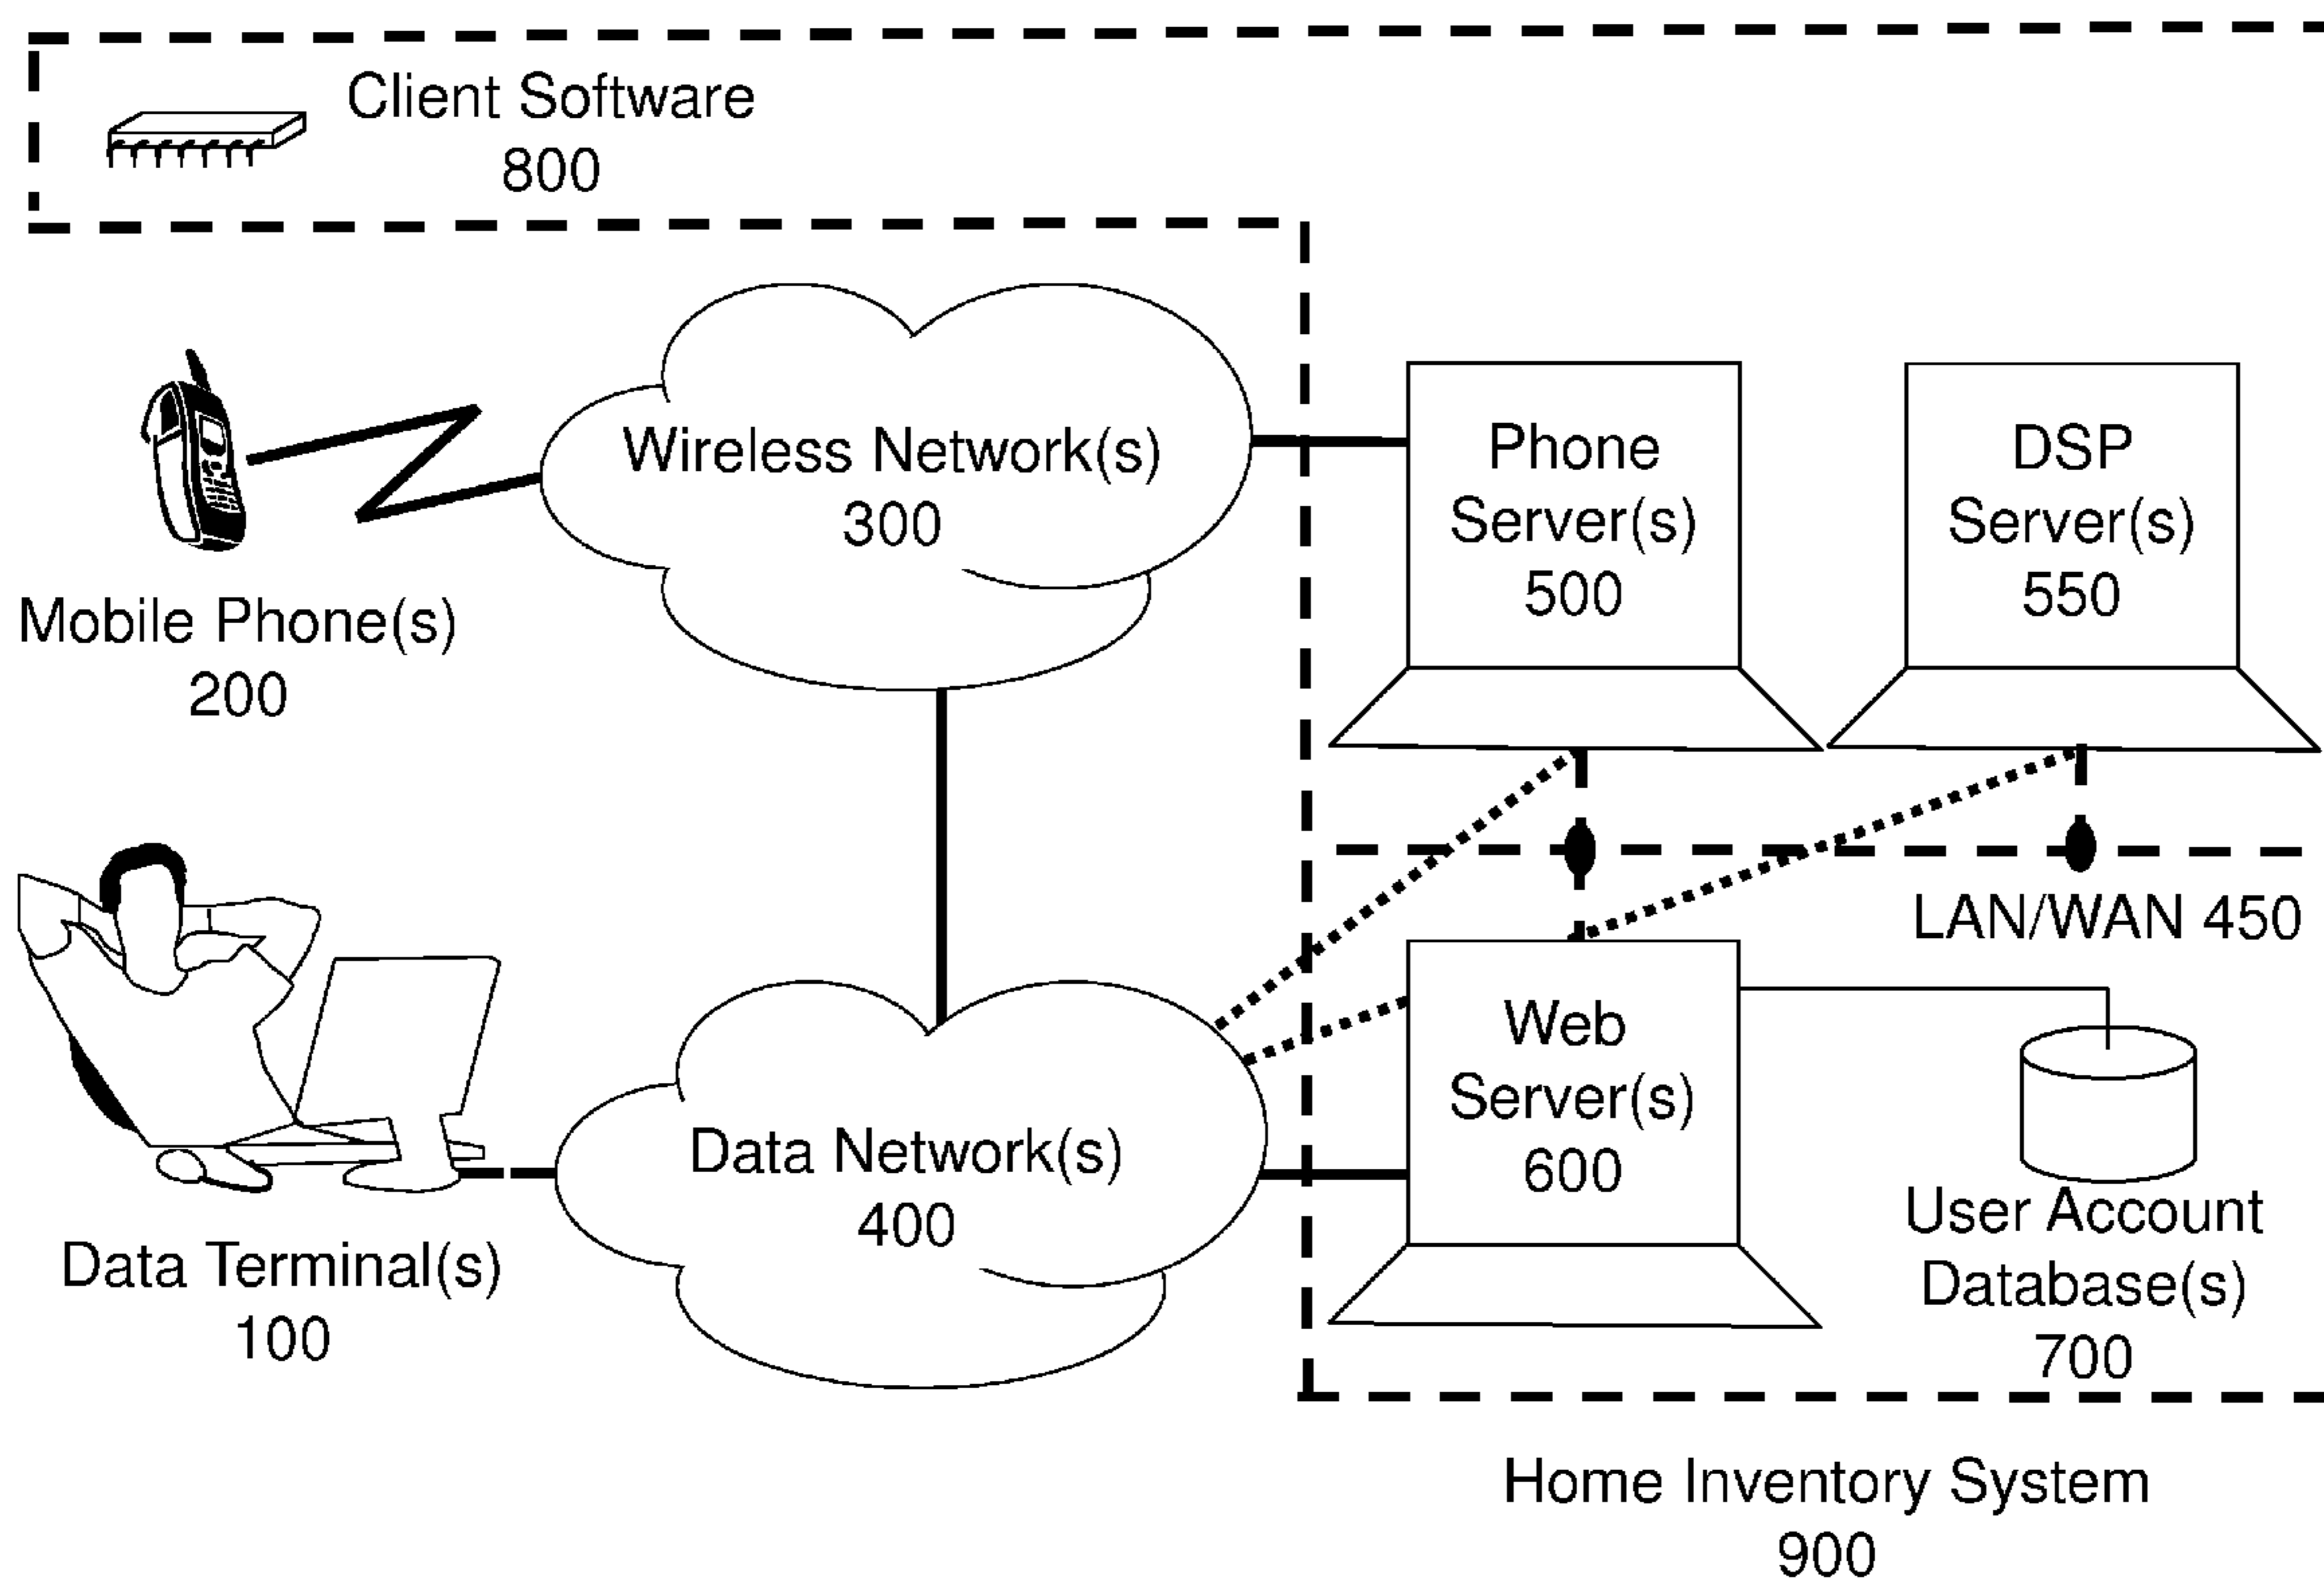 Client Software
800
Wireless Network(s)
300
Mobile Phone(s)
200
Phone
Server(s)
500
DSP
Server(s)
550
LAN/WAN 450
Data Terminal(s)
100
Data Network(s)
400
Web
Server(s)
600
User Account
Database(s)
700
Home Inventory System
900